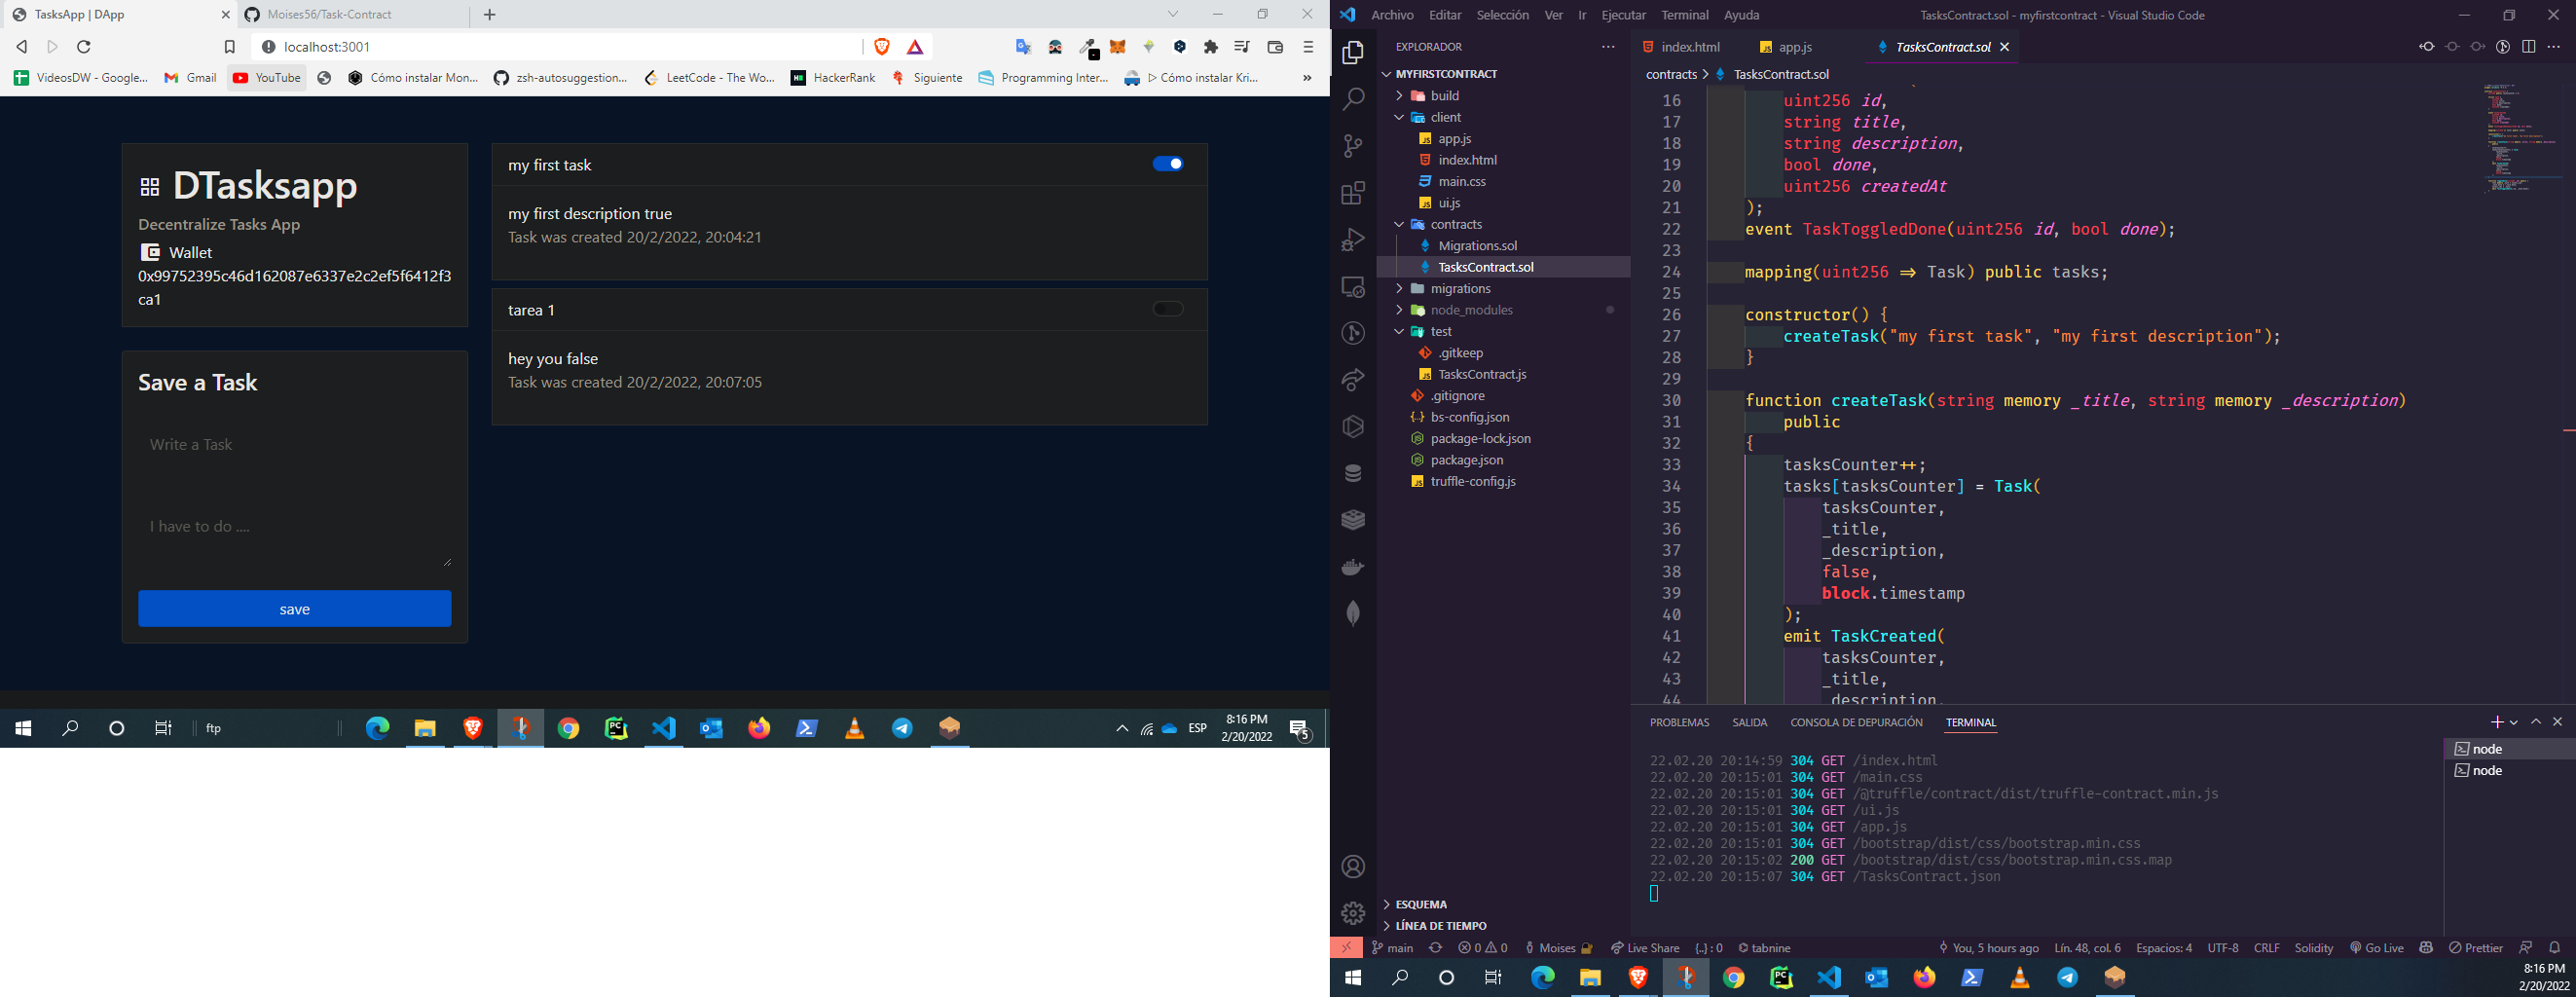 TasksApp | DApp
Moises56/Task-Contract
localhost:3001
VideosDW - Google...
Gmail
YouTube
Cómo instalar Mon...
zsh-autosuggestion...
LeetCode - The Wo...
HackerRank
Siguiente
Programming Inter...
▷ Cómo instalar Kri...
»
DTasksapp
Decentralize Tasks App
Wallet
0x99752395c46d162087e6337e2c2ef5f6412f3
ca1
Save a Task
Write a Task
I have to do ....
save
my first task
my first description true
Task was created 20/2/2022, 20:04:21
tarea 1
hey you false
Task was created 20/2/2022, 20:07:05
ftp
ESP
8:16 PM
2/20/2022
5
Archivo Editar Selección Ver Ir Ejecutar Terminal Ayuda
TasksContract.sol - myfirstcontract - Visual Studio Code
EXPLORADOR
MYFIRSTCONTRACT
build
client
app.js
index.html
main.css
ui.js
contracts
Migrations.sol
TasksContract.sol
migrations
node_modules
test
.gitkeep
TasksContract.js
.gitignore
bs-config.json
package-lock.json
package.json
truffle-config.js
ESQUEMA
LÍNEA DE TIEMPO
index.html
app.js
TasksContract.sol
contracts > TasksContract.sol
16 uint256 id,
17 string title,
18 string description,
19 bool done,
20 uint256 createdAt
21 );
22 event TaskToggledDone(uint256 id, bool done);
23
24 mapping(uint256 => Task) public tasks;
25
26 constructor() {
27 createTask("my first task", "my first description");
28 }
29
30 function createTask(string memory _title, string memory _description)
31 public
32 {
33 tasksCounter++;
34 tasks[tasksCounter] = Task(
35 tasksCounter,
36 _title,
37 _description,
38 false,
39 block.timestamp
40 );
41 emit TaskCreated(
42 tasksCounter,
43 _title,
44 _description,
PROBLEMAS SALIDA CONSOLA DE DEPURACIÓN TERMINAL
node
node
22.02.20 20:14:59 304 GET /index.html
22.02.20 20:15:01 304 GET /main.css
22.02.20 20:15:01 304 GET /@truffle/contract/dist/truffle-contract.min.js
22.02.20 20:15:01 304 GET /ui.js
22.02.20 20:15:01 304 GET /app.js
22.02.20 20:15:01 304 GET /bootstrap/dist/css/bootstrap.min.css
22.02.20 20:15:02 200 GET /bootstrap/dist/css/bootstrap.min.css.map
22.02.20 20:15:07 304 GET /TasksContract.json
main
0 0
Moises
Live Share
{..} : 0
tabnine
You, 5 hours ago
Lín. 48, col. 6
Espacios: 4
UTF-8
CRLF
Solidity
Go Live
Prettier
8:16 PM
2/20/2022